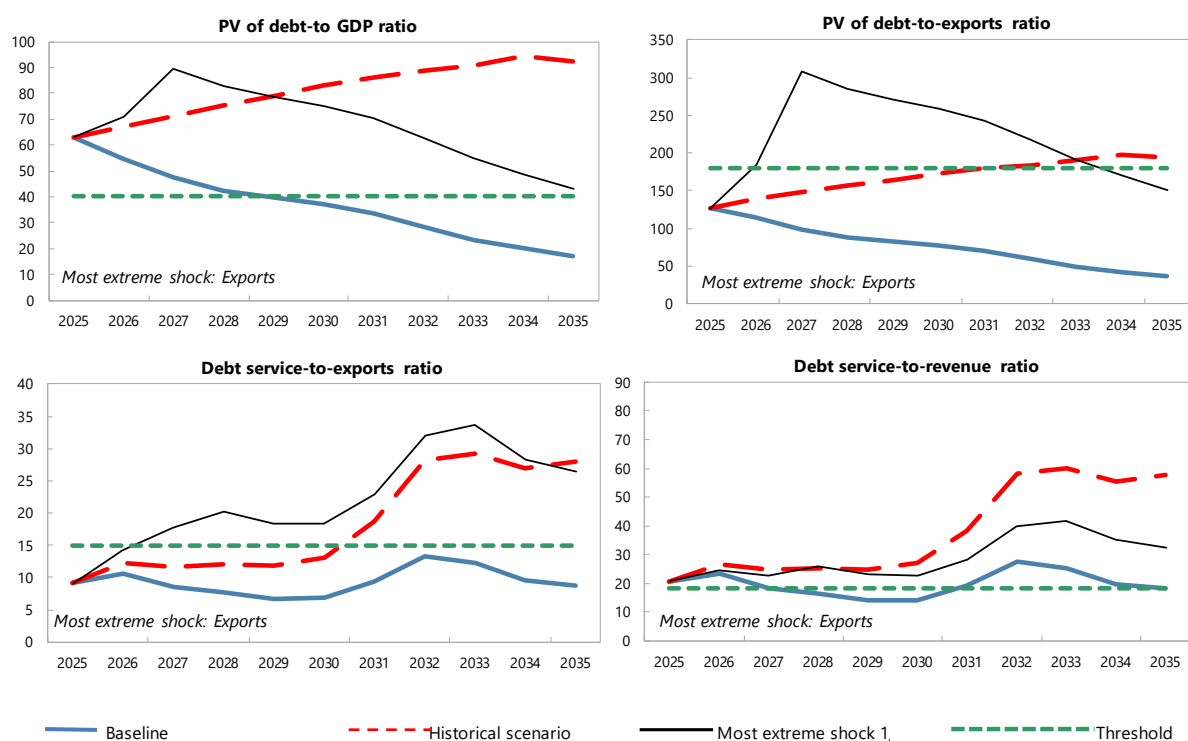 PV of debt-to GDP ratio
100
90
80
70
60
50
40
30
20
10
0
Most extreme shock: Exports
2025 2026 2027 2028 2029 2030 2031 2032 2033 2034 2035
PV of debt-to-exports ratio
350
300
250
200
150
100
50
0
Most extreme shock: Exports
2025 2026 2027 2028 2029 2030 2031 2032 2033 2034 2035
Debt service-to-exports ratio
40
35
30
25
20
15
10
5
0
Most extreme shock: Exports
2025 2026 2027 2028 2029 2030 2031 2032 2033 2034 2035
Debt service-to-revenue ratio
90
80
70
60
50
40
30
20
10
0
Most extreme shock: Exports
2025 2026 2027 2028 2029 2030 2031 2032 2033 2034 2035
Baseline Historical scenario Most extreme shock 1, Threshold